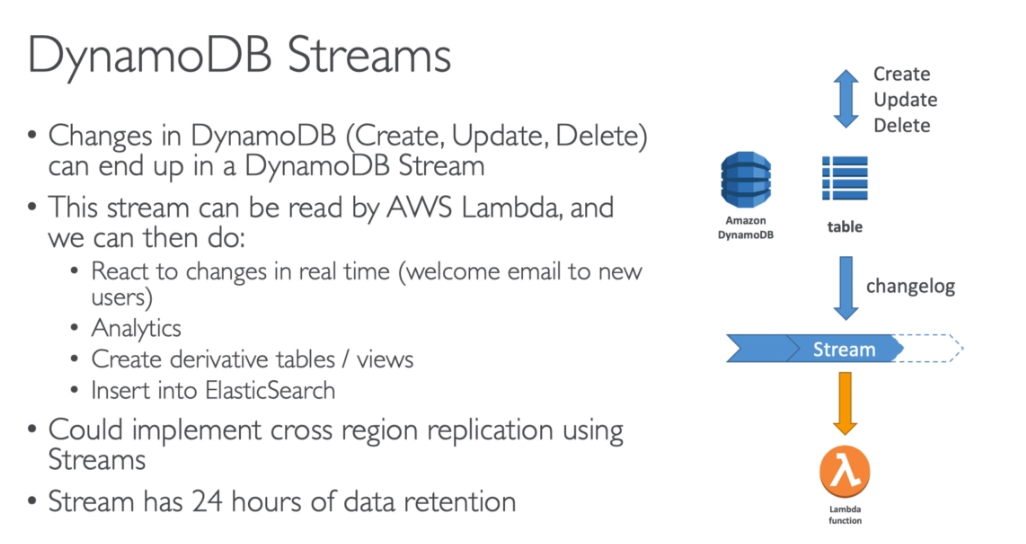 DynamoDB Streams
• Changes in DynamoDB (Create, Update, Delete)
can end up in a DynamoDB Stream
• This stream can be read by AWS Lambda, and
we can then do:
• React to changes in real time (welcome email to new
users)
• Analytics
• Create derivative tables / views
• Insert into ElasticSearch
• Could implement cross region replication using
Streams
• Stream has 24 hours of data retention
Create
Update
Delete
Amazon
DynamoDB
table
changelog
Stream
λ
Lambda
function